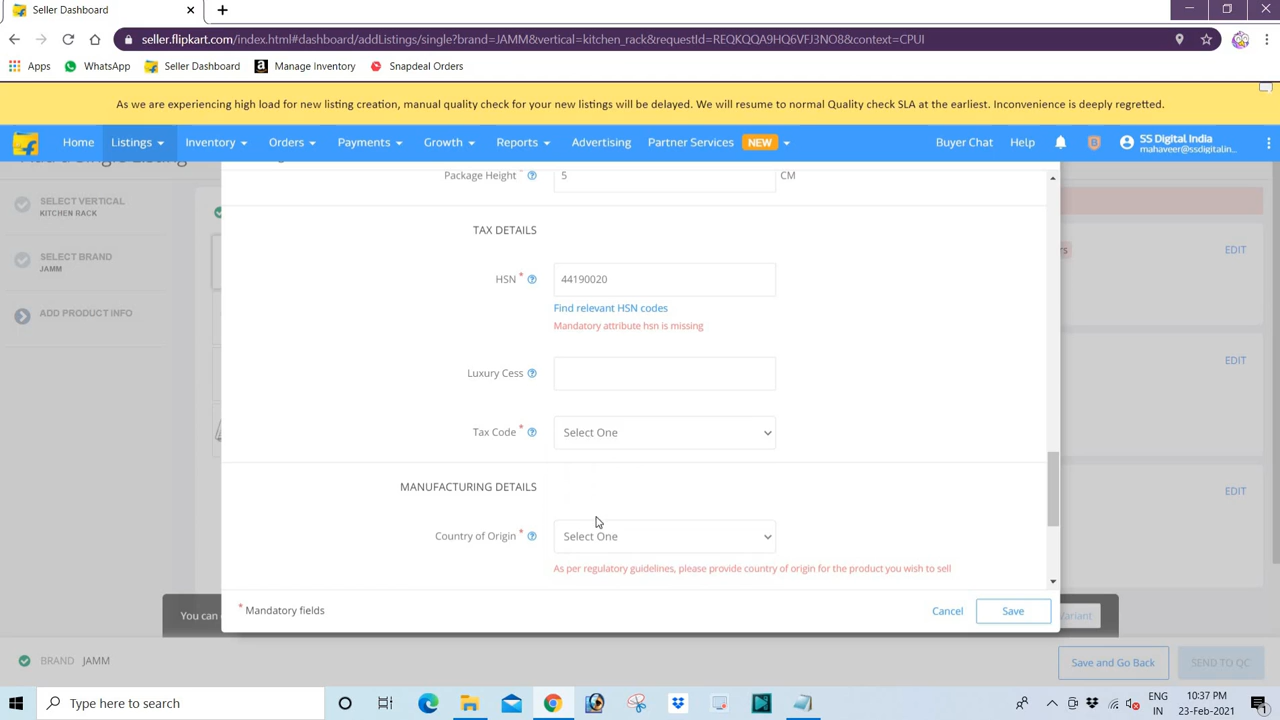 Seller Dashboard
seller.flipkart.com/index.html#dashboard/addListings/single?brand=JAMM&vertical=kitchen_rack&requestId=REQKQQA9HQ6VFJ3NO8&context=CPUI
Apps WhatsApp Seller Dashboard Manage Inventory Snapdeal Orders
As we are experiencing high load for new listing creation, manual quality check for your new listings will be delayed. We will resume to normal Quality check SLA at the earliest. Inconvenience is deeply regretted.
Home Listings Inventory Orders Payments Growth Reports Advertising Partner Services NEW Buyer Chat Help SS Digital India
mahaveer@ssdigitalin...
SELECT VERTICAL
KITCHEN RACK
SELECT BRAND
JAMM
ADD PRODUCT INFO
Package Height * 5 CM
TAX DETAILS
HSN * 44190020
Find relevant HSN codes
Mandatory attribute hsn is missing
Luxury Cess
Tax Code * Select One
MANUFACTURING DETAILS
Country of Origin * Select One
As per regulatory guidelines, please provide country of origin for the product you wish to sell
EDIT
EDIT
EDIT
You can
Variant
* Mandatory fields Cancel Save
BRAND JAMM Save and Go Back SEND TO QC
Type here to search
ENG
IN
10:37 PM
23-Feb-2021
1